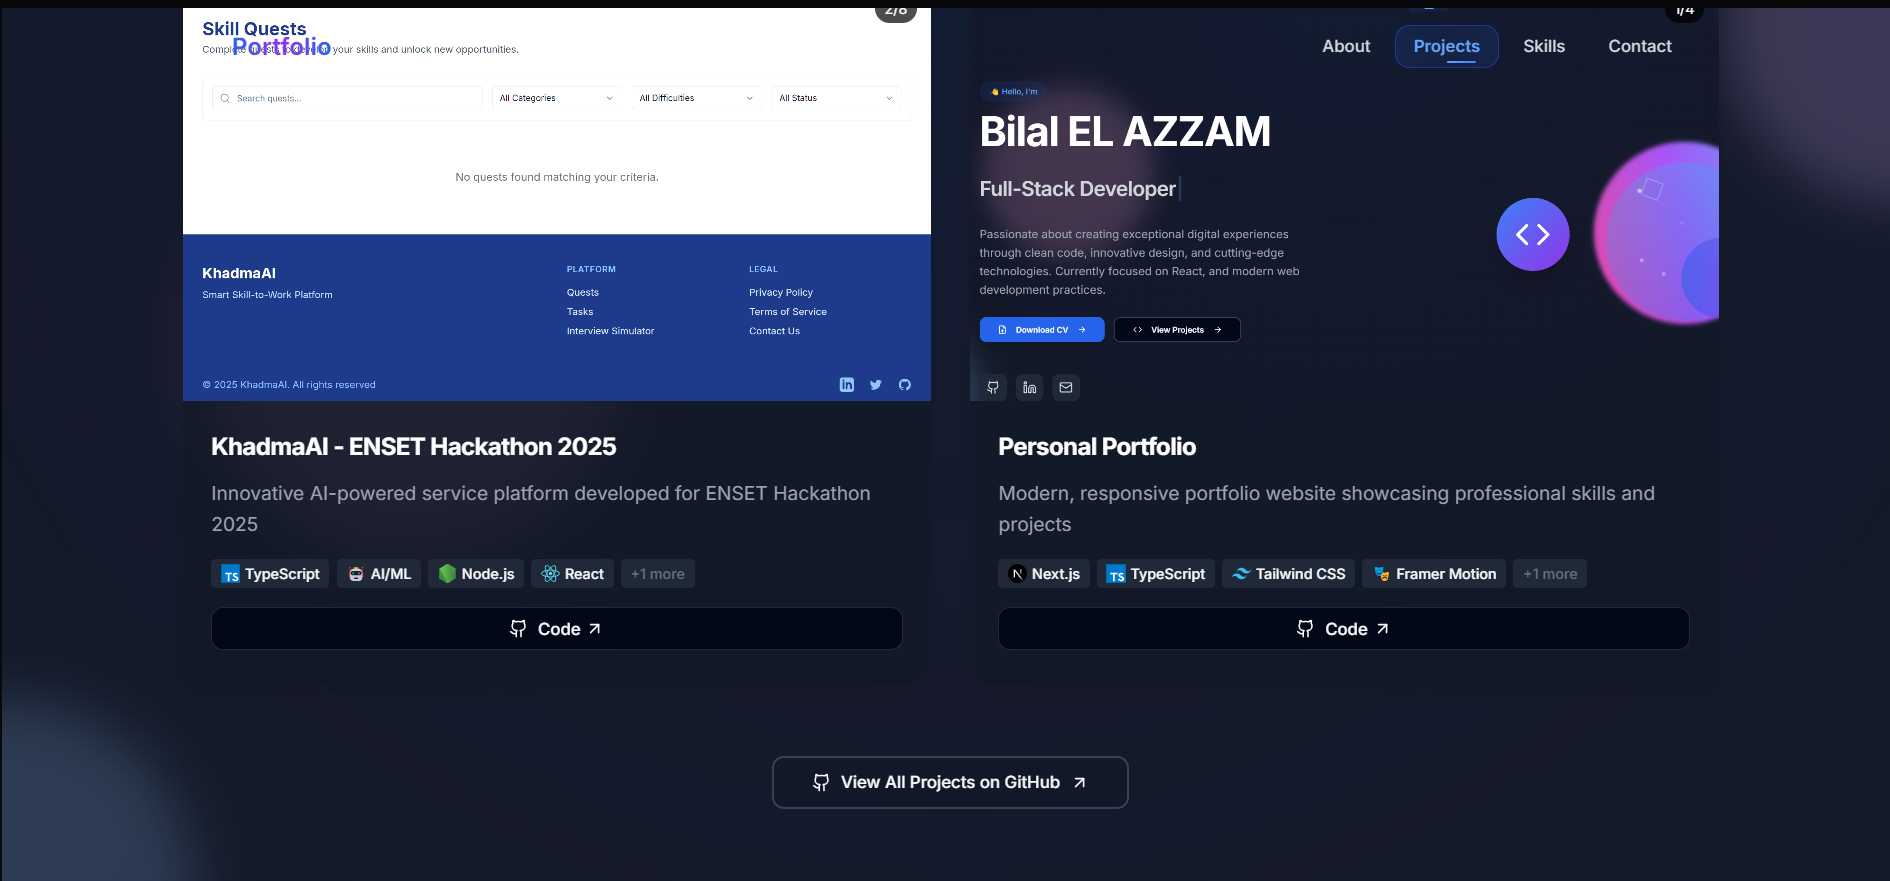 2/8
1/4
Skill Quests
Portfolio
Complete quests to develop your skills and unlock new opportunities.
About
Projects
Skills
Contact
Search quests...
All Categories
All Difficulties
All Status
No quests found matching your criteria.
KhadmaAI
Smart Skill-to-Work Platform
PLATFORM
Quests
Tasks
Interview Simulator
LEGAL
Privacy Policy
Terms of Service
Contact Us
© 2025 KhadmaAI. All rights reserved
👋 Hello, I'm
Bilal EL AZZAM
Full-Stack Developer
Passionate about creating exceptional digital experiences
through clean code, innovative design, and cutting-edge
technologies. Currently focused on React, and modern web
development practices.
Download CV →
View Projects →
KhadmaAI - ENSET Hackathon 2025
Innovative AI-powered service platform developed for ENSET Hackathon
2025
TS TypeScript
AI/ML
Node.js
React
+1 more
Code ↗
Personal Portfolio
Modern, responsive portfolio website showcasing professional skills and
projects
N Next.js
TS TypeScript
Tailwind CSS
Framer Motion
+1 more
Code ↗
View All Projects on GitHub ↗